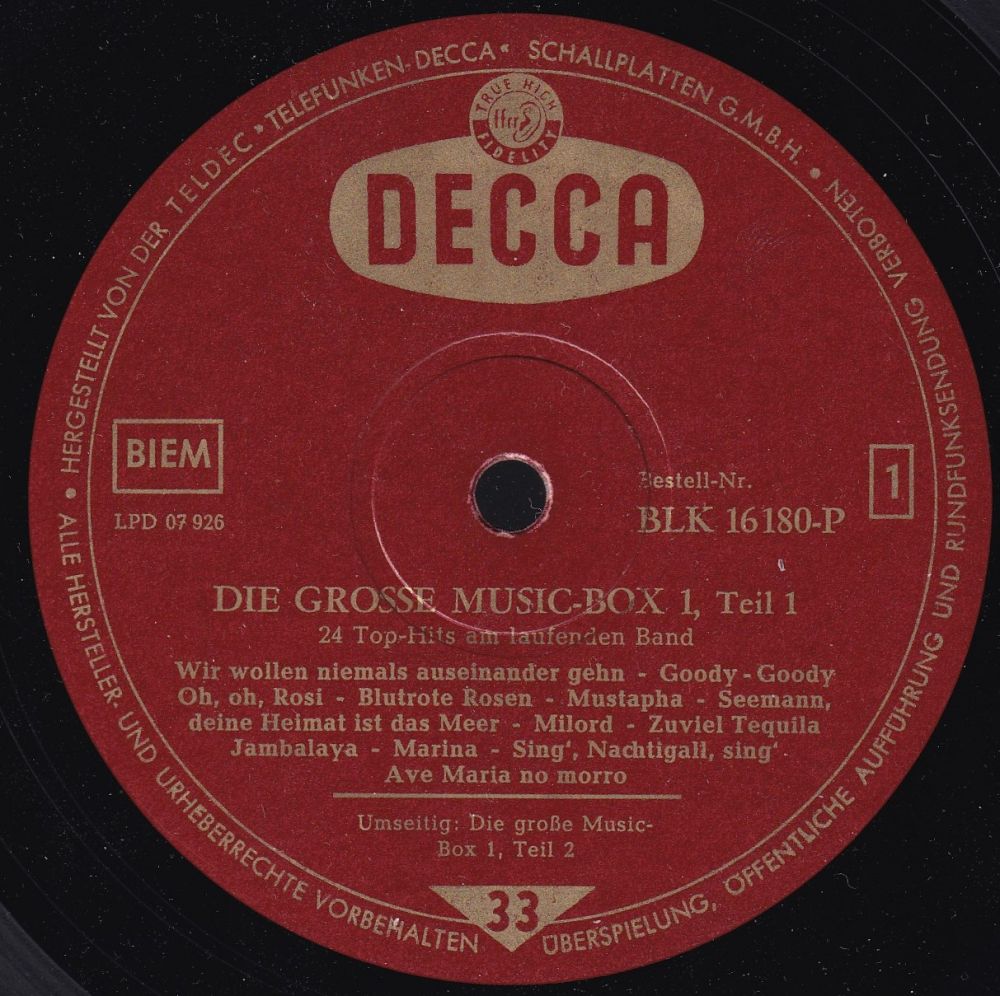 HERGESTELLT VON DER TELDEC »TELEFUNKEN-DECCA« SCHALLPLATTEN G.M.B.H. •
TRUE HIGH
ffrr
FIDELITY
DECCA
BIEM
LPD 07 926
Bestell-Nr.
BLK 16180-P
1
DIE GROSSE MUSIC-BOX 1, Teil 1
24 Top-Hits am laufenden Band
Wir wollen niemals auseinander gehn - Goody-Goody
Oh, oh, Rosi - Blutrote Rosen - Mustapha - Seemann,
deine Heimat ist das Meer - Milord - Zuviel Tequila
Jambalaya - Marina - Sing', Nachtigall, sing'
Ave Maria no morro
Umseitig: Die große Music-
Box 1, Teil 2
33
• ALLE HERSTELLER- UND URHEBERRECHTE VORBEHALTEN
ÜBERSPIELUNG, ÖFFENTLICHE AUFFÜHRUNG UND RUNDFUNKSENDUNG VERBOTEN •